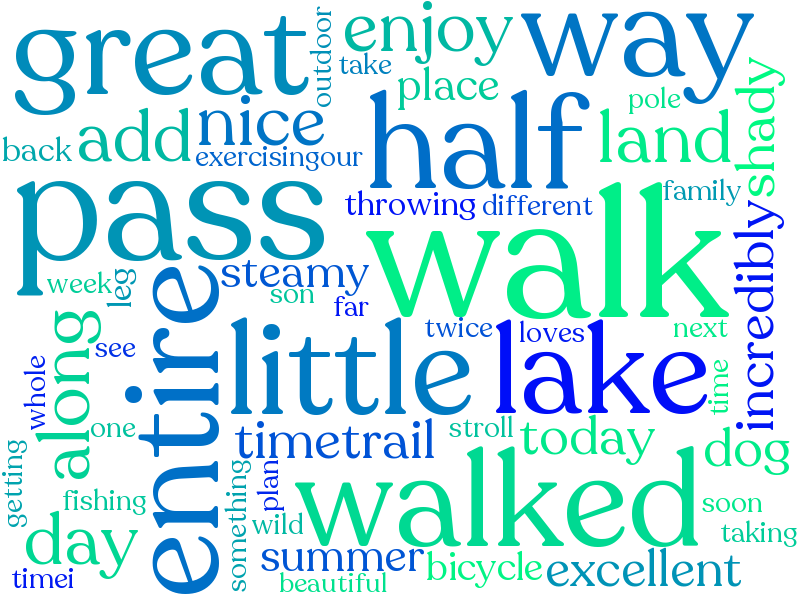 great
outdoor
enjoy
way
take
place
pole
shady
back
add
nice
exercisingour
half
land
pass
throwing
different
family
walk
incredibly
steamy
week
leg
son
far
entire
along
little
twice
loves
lake
next
see
whole
time
one
timetrail
stroll
today
dog
getting
fishing
something
plan
walked
soon
day
wild
taking
timei
summer
beautiful
bicycle
excellent